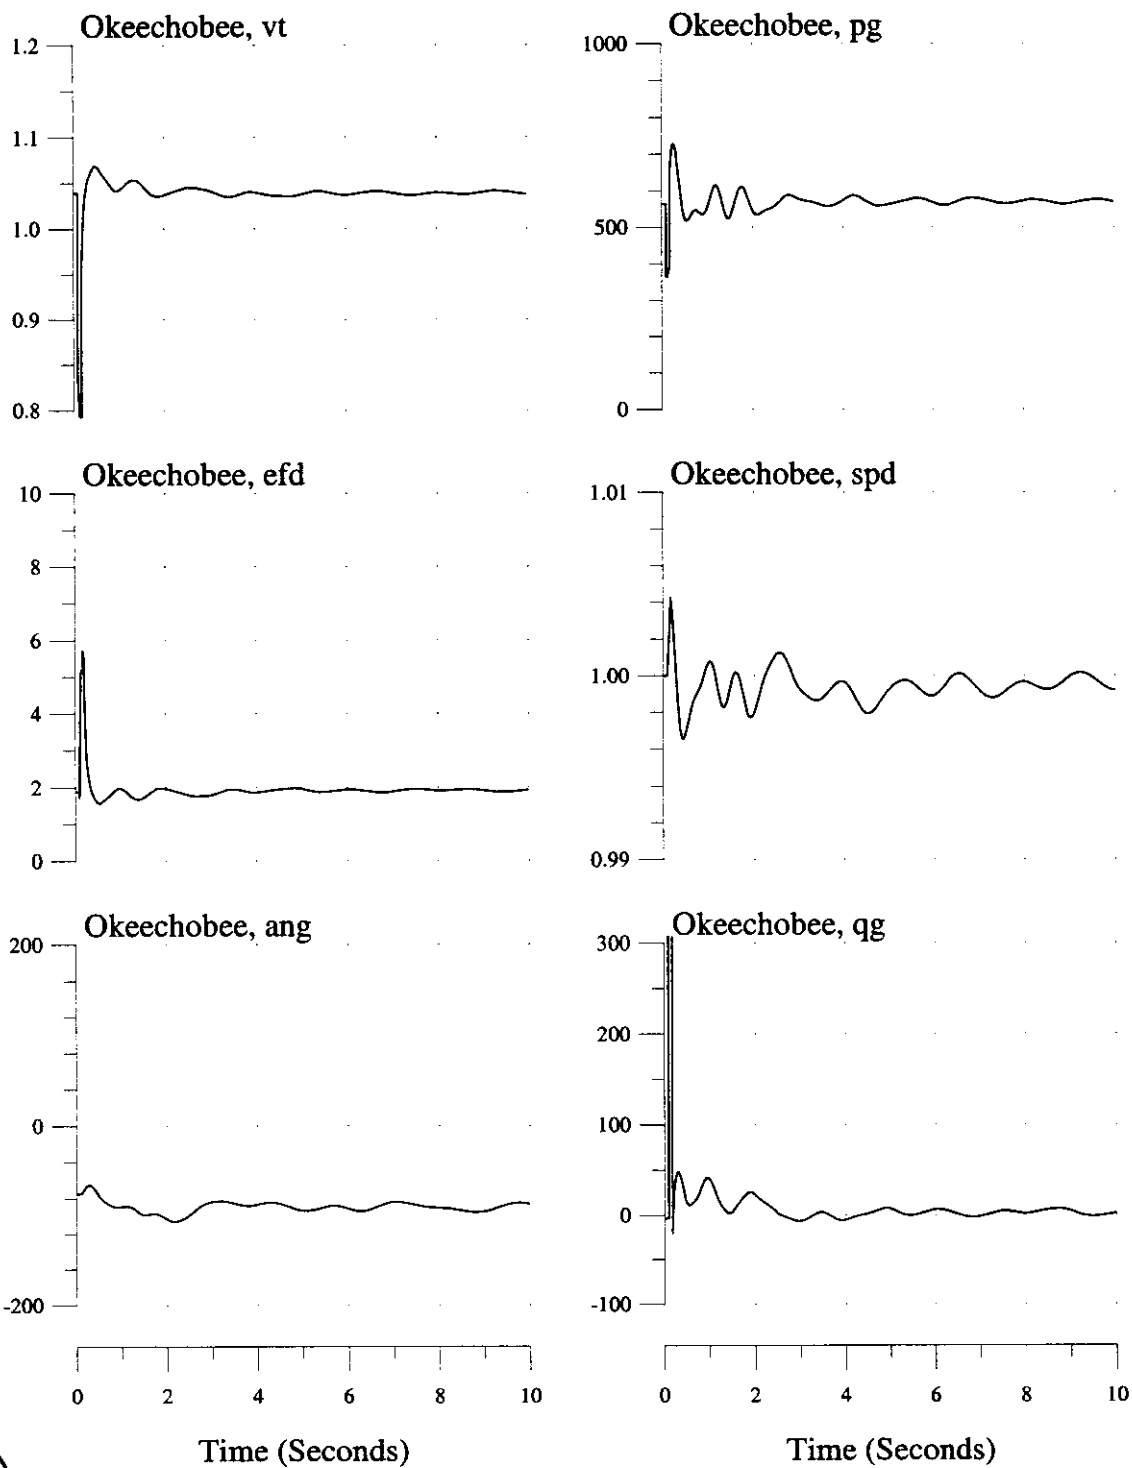 Okeechobee, vt
1.2
1.1
1.0
0.9
0.8
Okeechobee, pg
1000
500
0
Okeechobee, efd
10
8
6
4
2
0
Okeechobee, spd
1.01
1.00
0.99
Okeechobee, ang
200
0
-200
0 2 4 6 8 10
Time (Seconds)
Okeechobee, qg
300
200
100
0
-100
0 2 4 6 8 10
Time (Seconds)